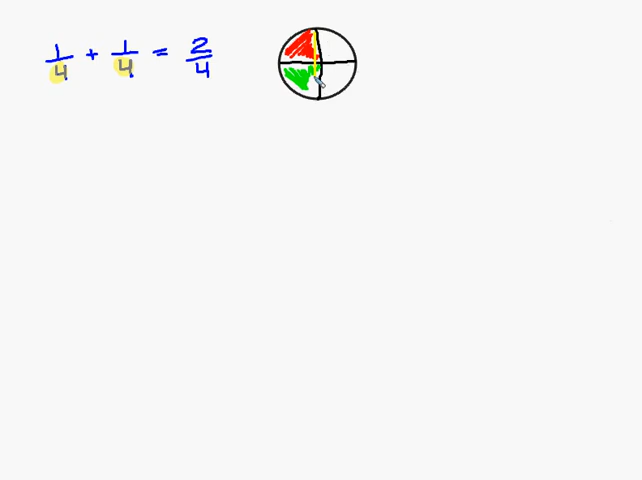 1/4 + 1/4 = 2/4